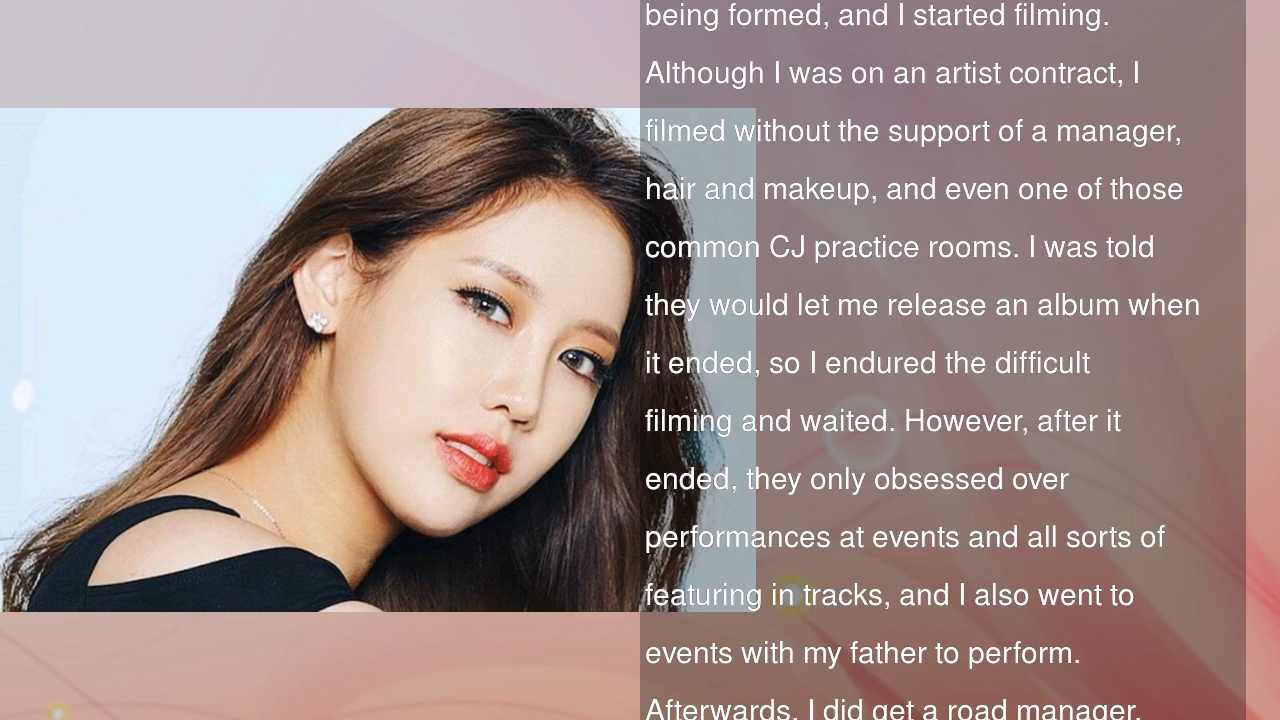 being formed, and I started filming.
Although I was on an artist contract, I
filmed without the support of a manager,
hair and makeup, and even one of those
common CJ practice rooms. I was told
they would let me release an album when
it ended, so I endured the difficult
filming and waited. However, after it
ended, they only obsessed over
performances at events and all sorts of
featuring in tracks, and I also went to
events with my father to perform.
Afterwards, I did get a road manager,